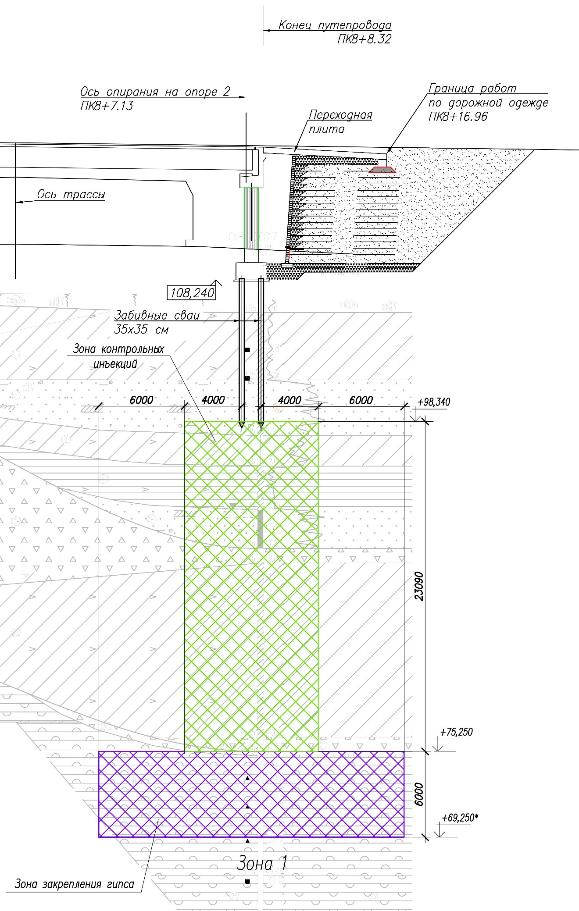 Конец путепровода
ПК8+8.32
Ось опирания на опоре 2
ПК8+7.13
Граница работ
по дорожной одежде
ПК8+16.96
Переходная
плита
Ось трассы
108,240
Забивные сваи
35х35 см
Зона контрольных
инъекций
6000 4000 4000 6000
+98,340
23090
+75,250
6000
+69,250*
Зона 1
Зона закрепления гипса